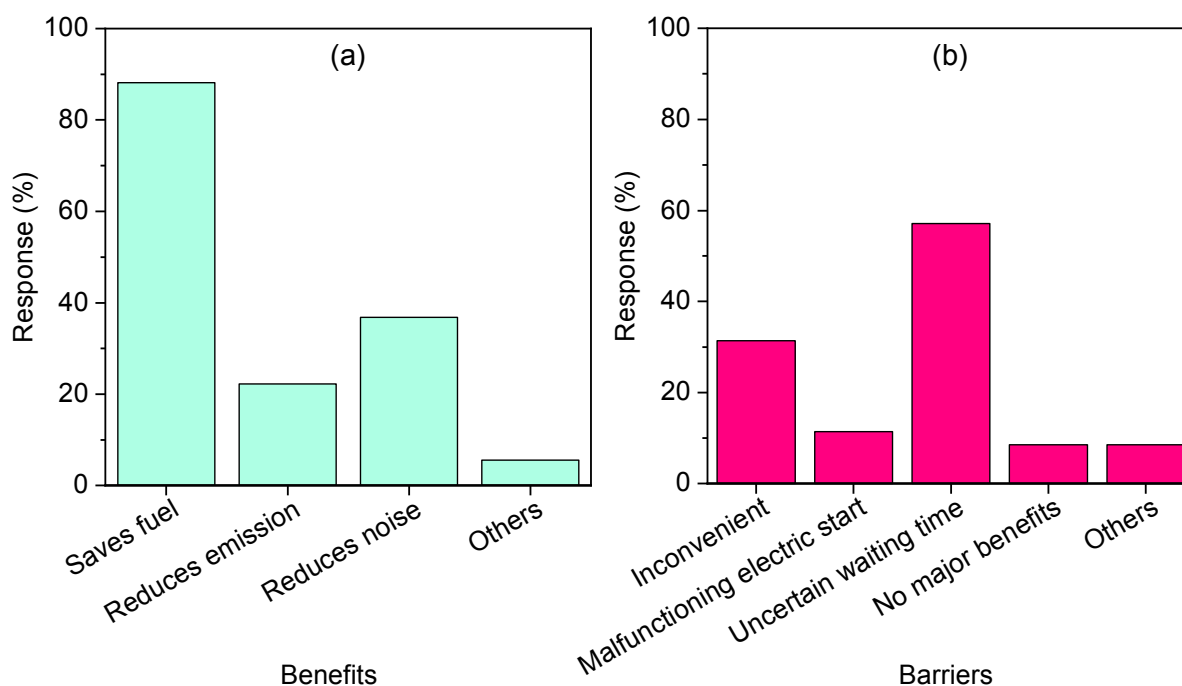 (a)
100
80
60
40
20
0
Response (%)
Saves fuel
Reduces emission
Reduces noise
Others
Benefits
(b)
100
80
60
40
20
0
Response (%)
Inconvenient
Malfunctioning electric start
Uncertain waiting time
No major benefits
Others
Barriers